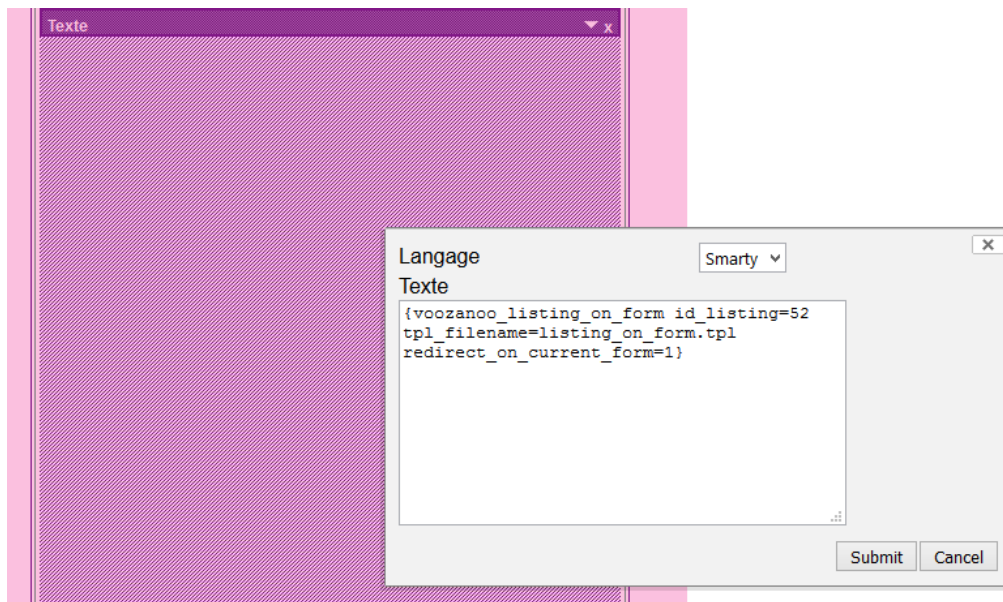 Texte
x
Langage
Smarty
Texte
{voozanoo_listing_on_form id_listing=52
tpl_filename=listing_on_form.tpl
redirect_on_current_form=1}
Submit
Cancel